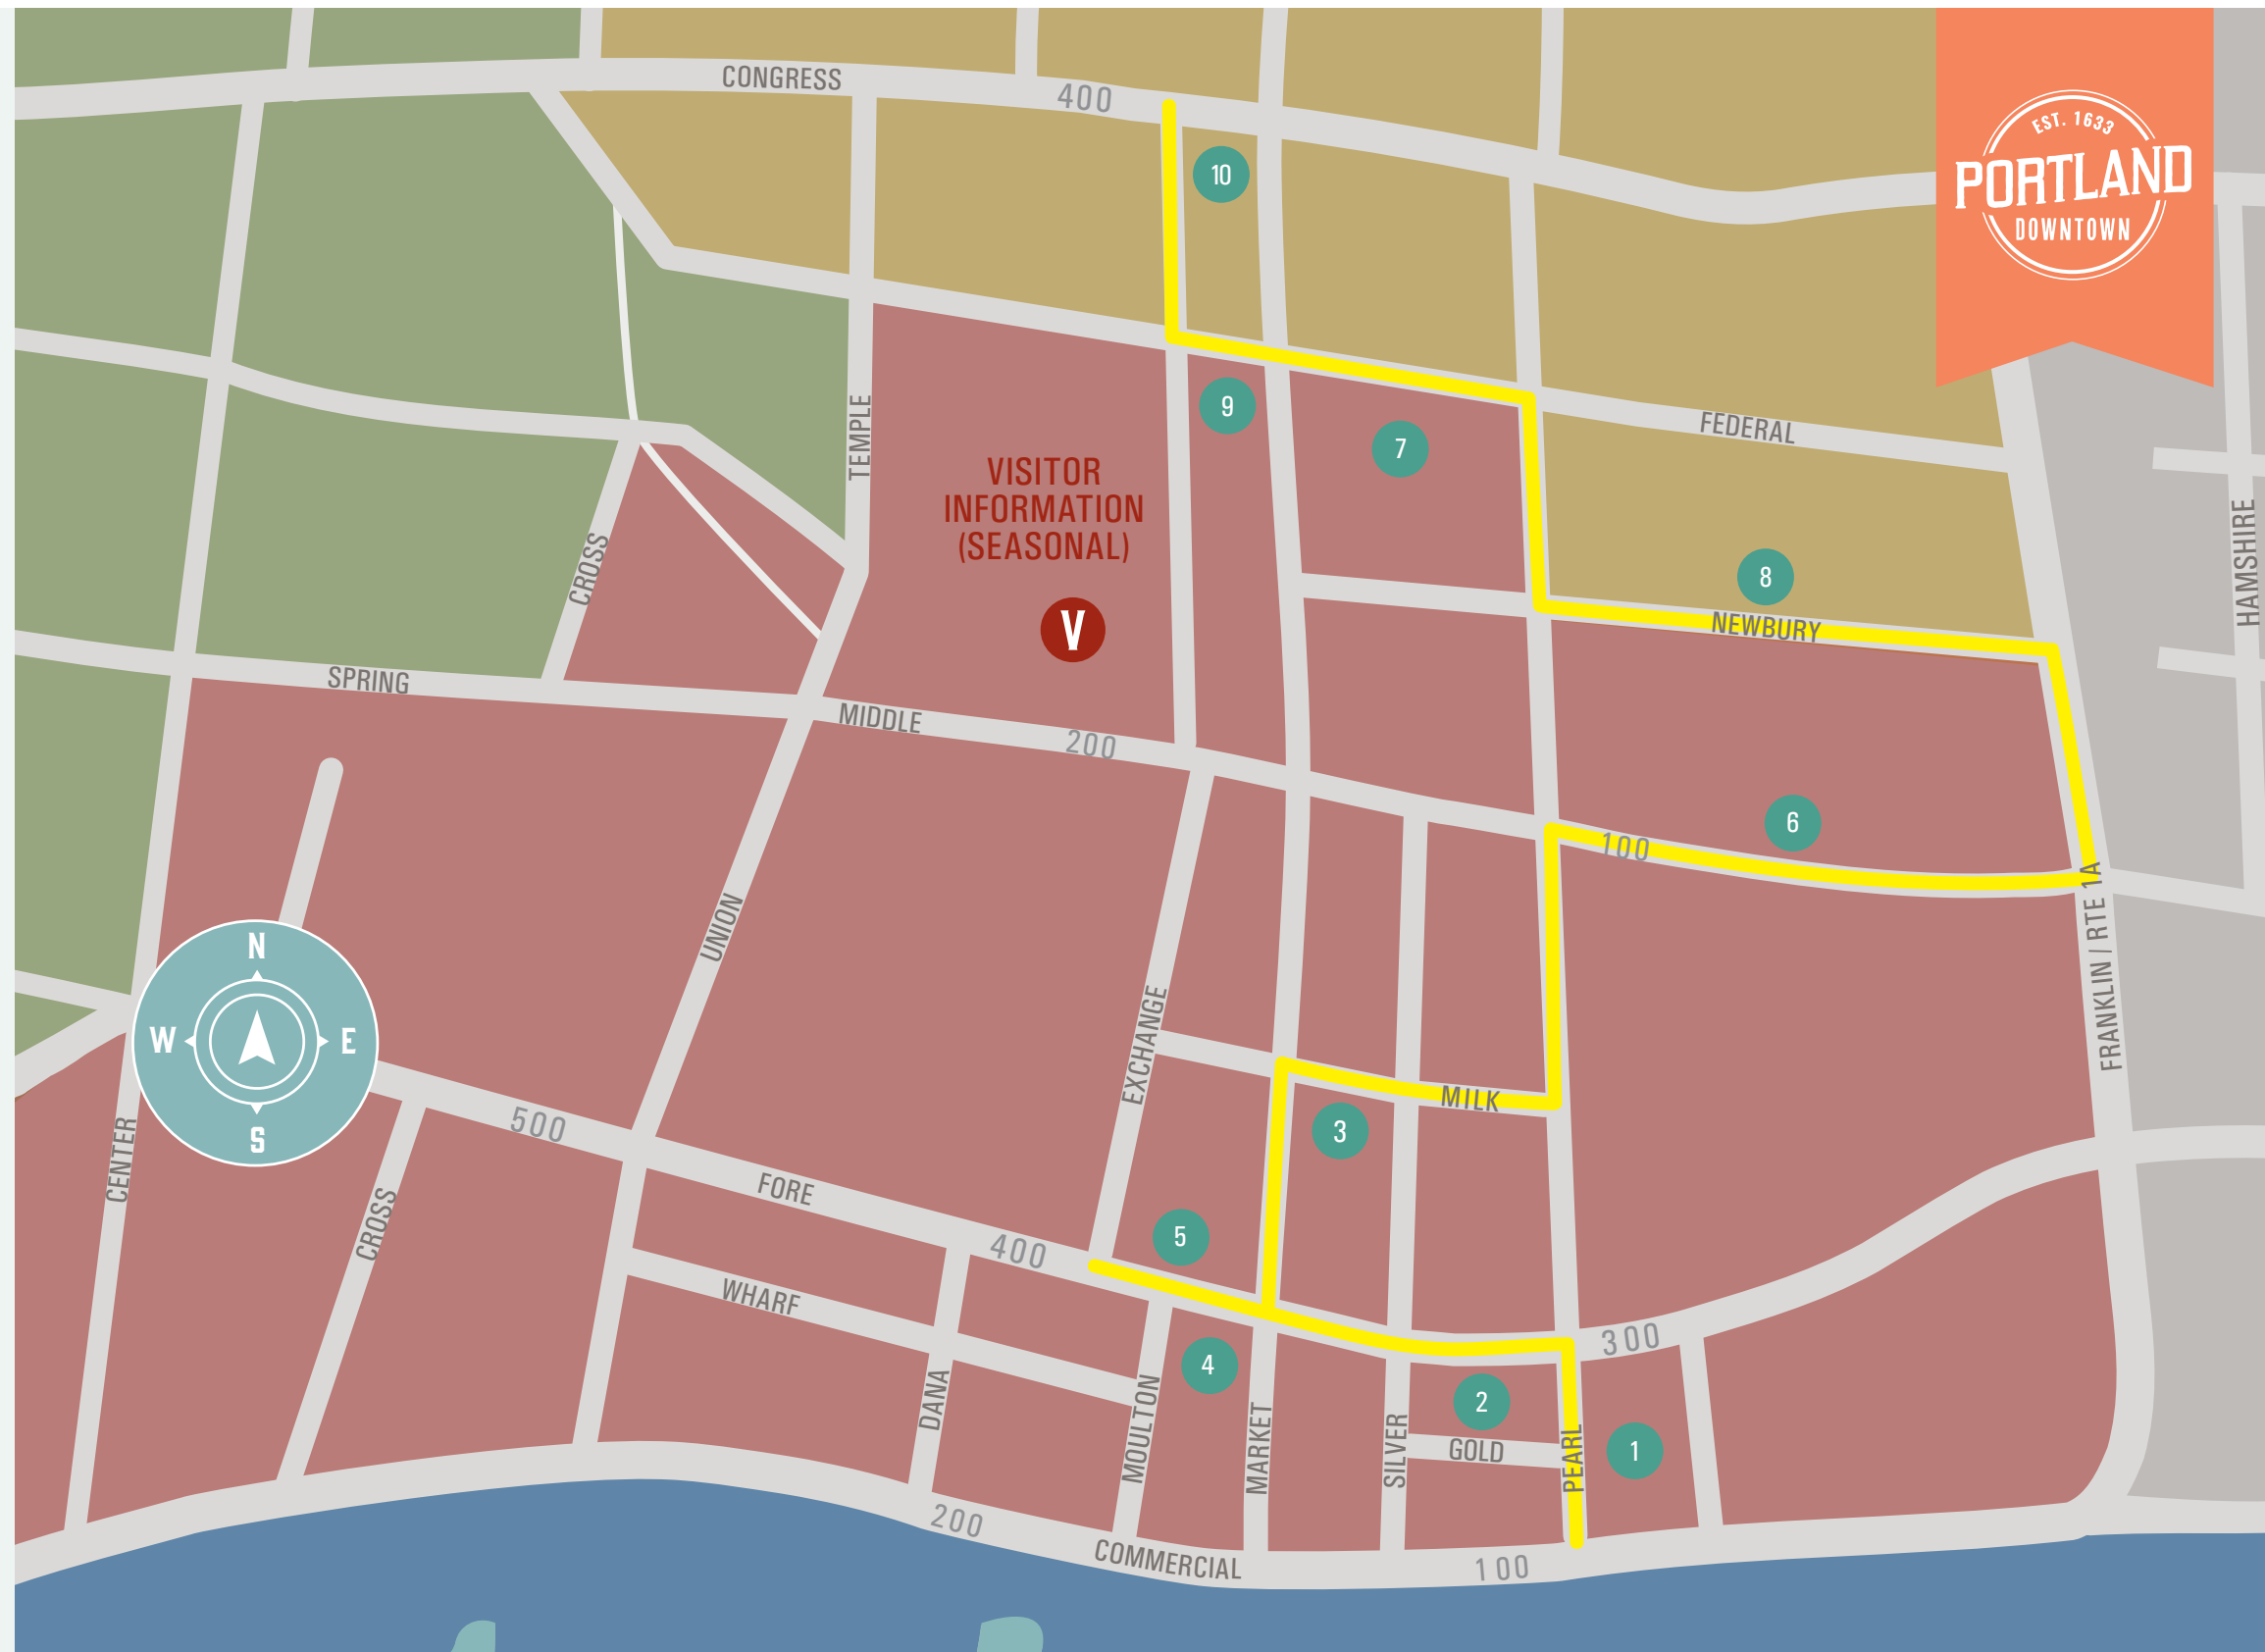 CONGRESS
400
EST. 1633
PORTLAND
DOWNTOWN
10
9
7
FEDERAL
TEMPLE
VISITOR
INFORMATION
(SEASONAL)
V
CROSS
8
NEWBURY
HAMSHIRE
SPRING
MIDDLE
200
6
100
FRANKLIN / RTE 1A
UNION
N
W
E
S
EXCHANGE
MILK
3
500
CENTER
CROSS
FORE
400
5
WHARF
4
300
2
DANA
MOULTON
MARKET
SILVER
GOLD
PEARL
1
200
COMMERCIAL
100